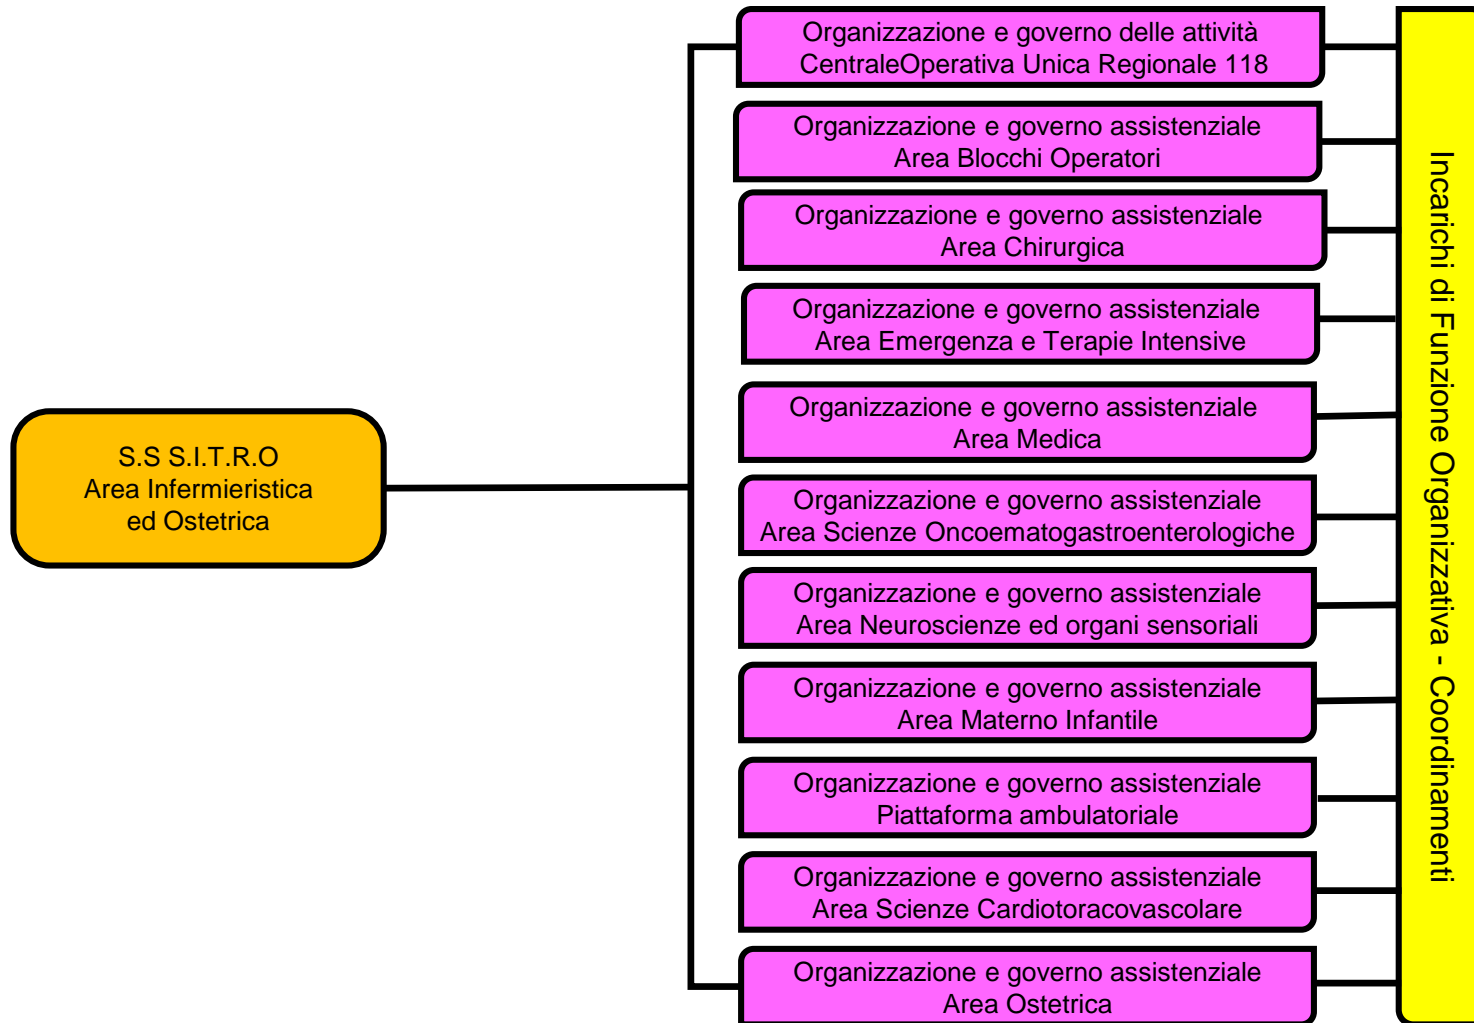 S.S S.I.T.R.O
Area Infermieristica
ed Ostetrica
Organizzazione e governo delle attività
CentraleOperativa Unica Regionale 118
Organizzazione e governo assistenziale
Area Blocchi Operatori
Organizzazione e governo assistenziale
Area Chirurgica
Organizzazione e governo assistenziale
Area Emergenza e Terapie Intensive
Organizzazione e governo assistenziale
Area Medica
Organizzazione e governo assistenziale
Area Scienze Oncoematogastroenterologiche
Organizzazione e governo assistenziale
Area Neuroscienze ed organi sensoriali
Organizzazione e governo assistenziale
Area Materno Infantile
Organizzazione e governo assistenziale
Piattaforma ambulatoriale
Organizzazione e governo assistenziale
Area Scienze Cardiotoracovascolare
Organizzazione e governo assistenziale
Area Ostetrica
Incarichi di Funzione Organizzativa - Coordinamenti